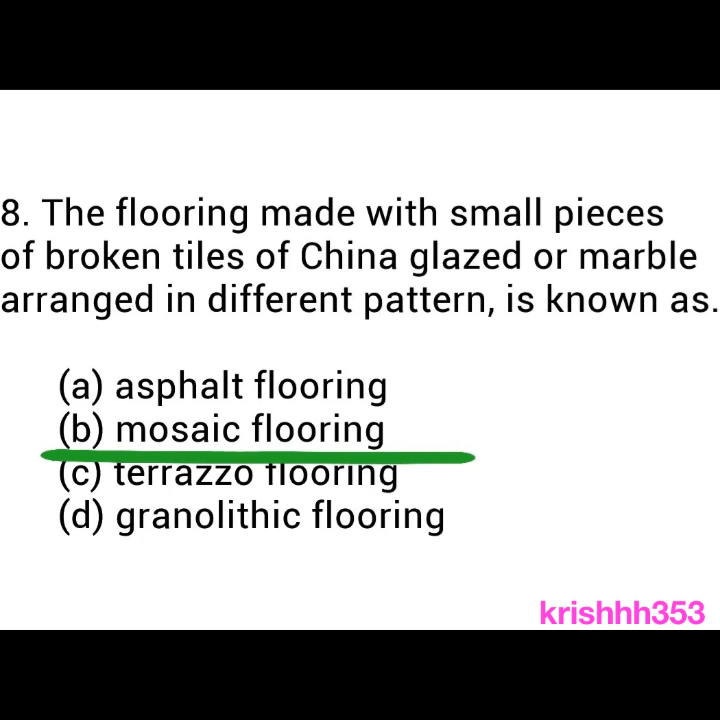 8. The flooring made with small pieces
of broken tiles of China glazed or marble
arranged in different pattern, is known as.
(a) asphalt flooring
(b) mosaic flooring
(c) terrazzo flooring
(d) granolithic flooring
krishhh353